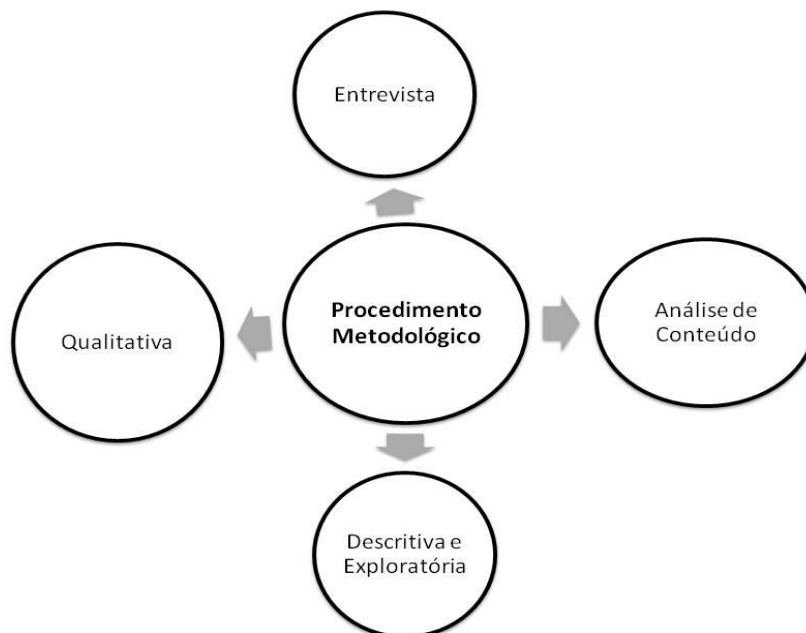 Entrevista
Qualitativa
Procedimento
Metodológico
Análise de
Conteúdo
Descritiva e
Exploratória